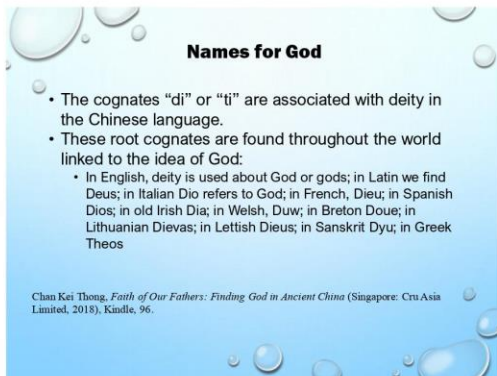 Names for God
• The cognates “di” or “ti” are associated with deity in
the Chinese language.
• These root cognates are found throughout the world
linked to the idea of God:
• In English, deity is used about God or gods; in Latin we find
Deus; in Italian Dio refers to God; in French, Dieu; in Spanish
Dios; in old Irish Dia; in Welsh, Duw; in Breton Doue; in
Lithuanian Dievas; in Lettish Dieus; in Sanskrit Dyu; in Greek
Theos
Chan Kei Thong, Faith of Our Fathers: Finding God in Ancient China (Singapore: Cru Asia
Limited, 2018), Kindle, 96.